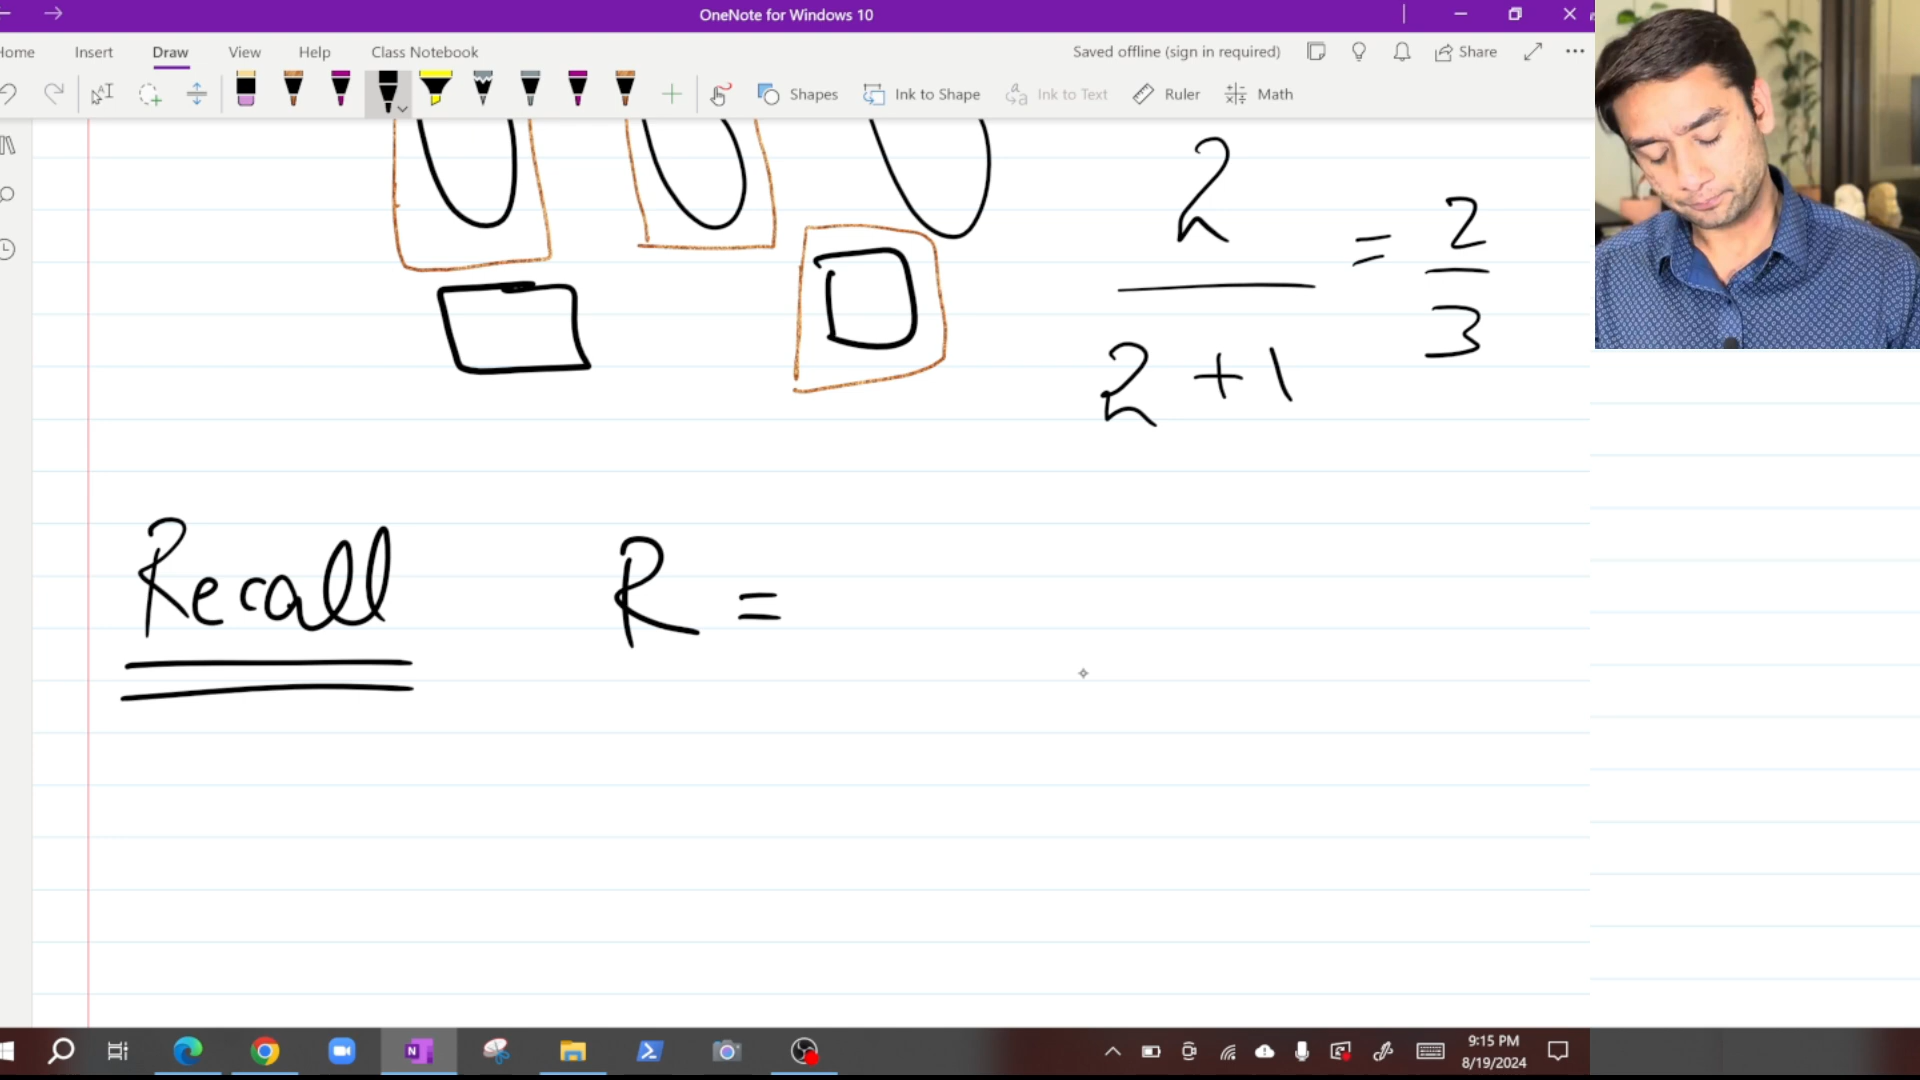 OneNote for Windows 10
Home Insert Draw View Help Class Notebook Saved offline (sign in required) Share
Shapes Ink to Shape Ink to Text Ruler Math
2
= 2
3
2 + 1
Recall R =
9:15 PM
8/19/2024